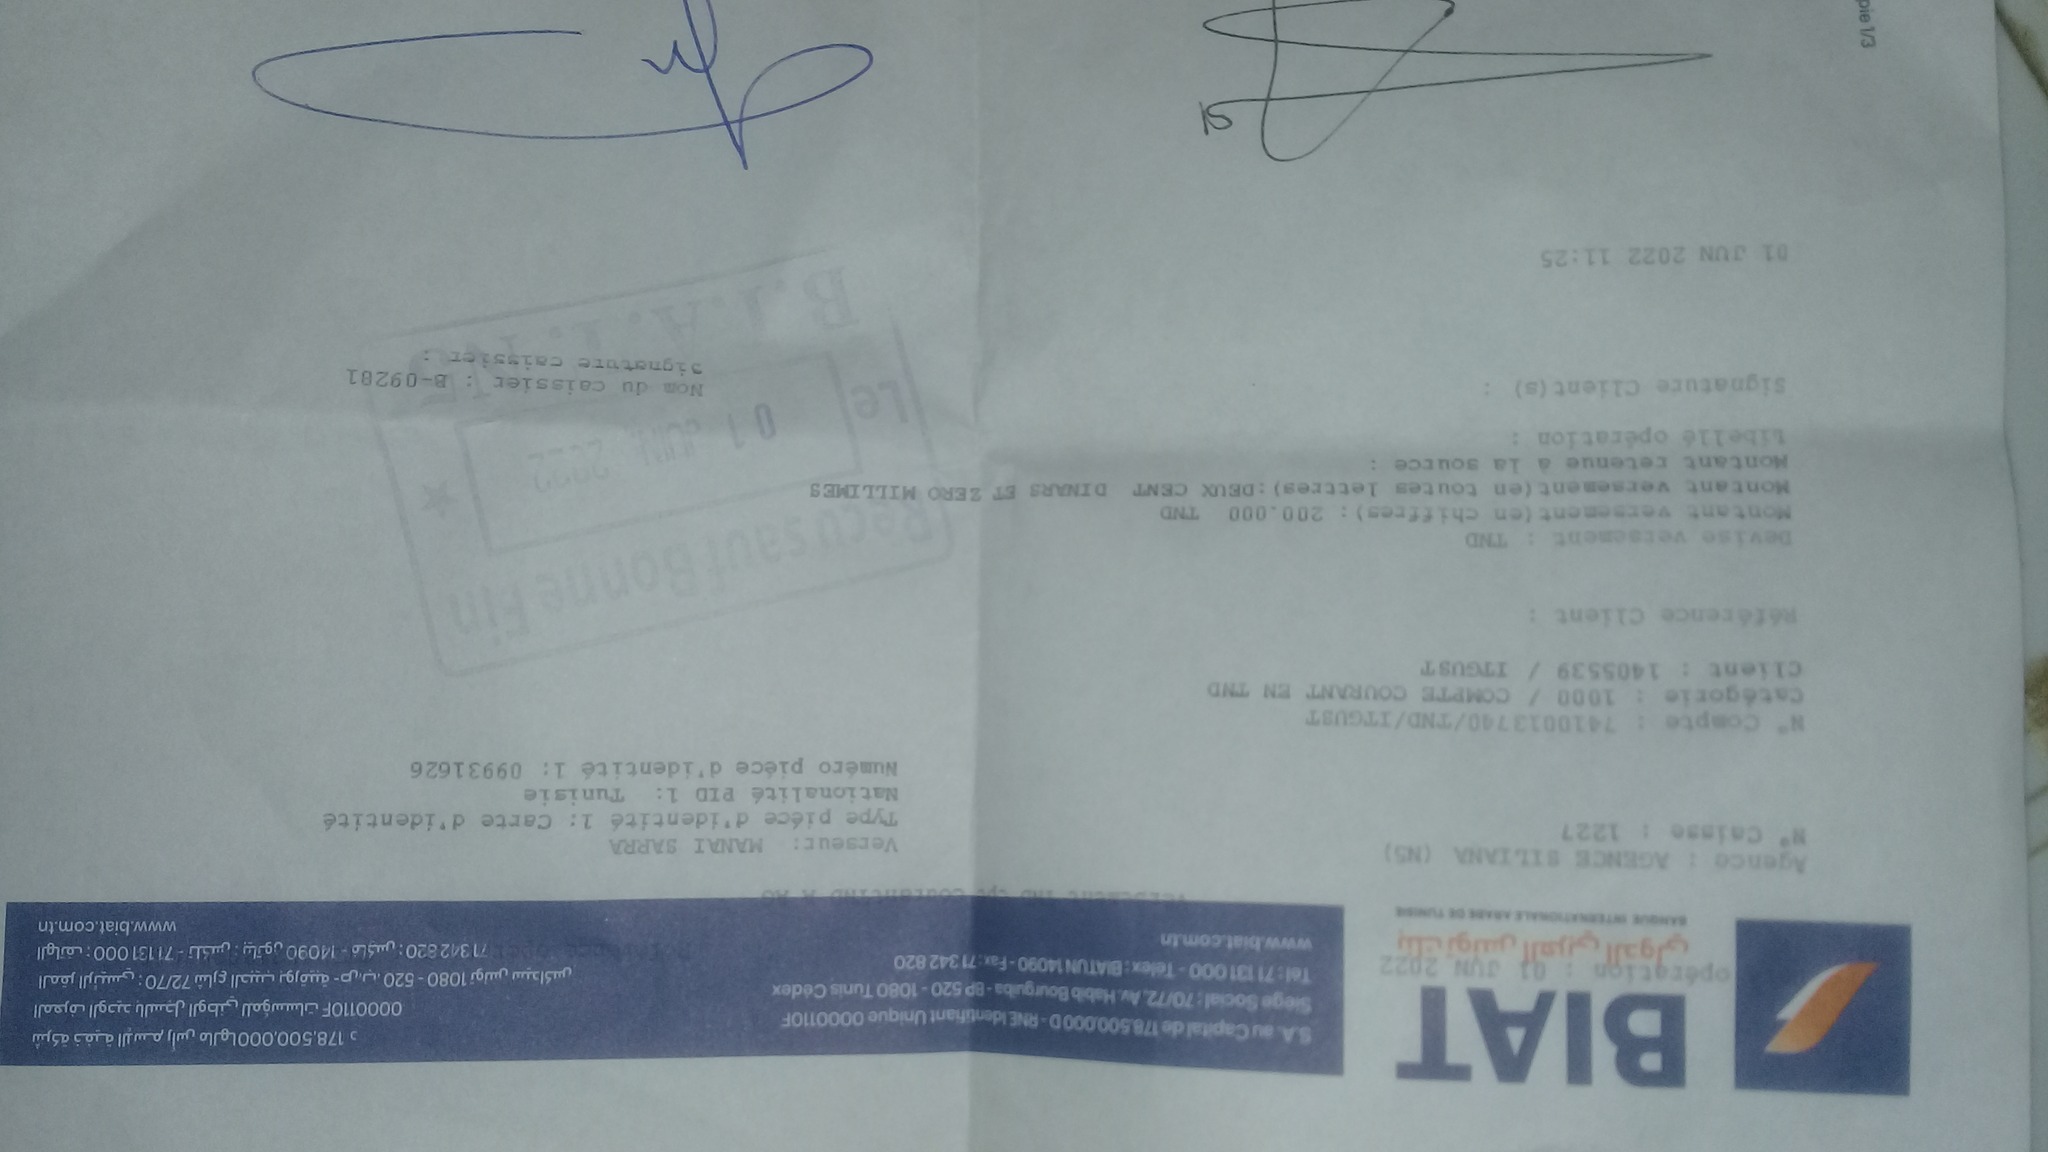 BIAT
opération : 01 JUN 2022
بنك تونس العربي الدولي
BANQUE INTERNATIONALE ARABE DE TUNISIE
S.A. au Capital de 178.500.000 D - RNE Identifiant Unique 0000110F
Siège Social : 70/72, Av. Habib Bourguiba - BP 520 - 1080 Tunis Cédex
Tél : 71 131 000 - Télex : BIATUN 14090 - Fax : 71 342 820
www.biat.com.tn
شركة خفية الإسم رأس مالها 178,500,000 د
المعرف الوحيد بالسجل الوطني للمؤسسات 0000110F
المقر الرئيسي : 72/70 شارع الحبيب بورقيبة -ص.ب. 520 - 1080 تونس سيداكس
الهاتف : 71131 000 - تلكس : بياتون 14090 - فاكس : 820 342 71
www.biat.com.tn
Versement TND Cpt CourantTND A AG
Agence : AGENCE SILIANA (N5)
N° Caisse : 1227
Verseur: MANAI SARRA
Type piéce d'identité 1: Carte d'identité
Nationalité PID 1: Tunisie
Numéro piéce d'identité 1: 09931626
N° Compte : 7410013740/TND/ITGUST
Catégorie : 1000 / COMPTE COURANT EN TND
Client : 1405539 / ITGUST
Référence Client :
Devise versement : TND
Montant versement(en chiffres): 200.000 TND
Montant versement(en toutes lettres):DEUX CENT DINARS ET ZERO MILLIMES
Montant retenue à la source :
Libellé opération :
Signature Client(s) :
Reçu sauf Bonne Fin
Le 01 JUIN 2022
Nom du caissier : B-09281
Signature caissier :
B.I.A.T. N5
01 JUN 2022 11:25
pie 1/3